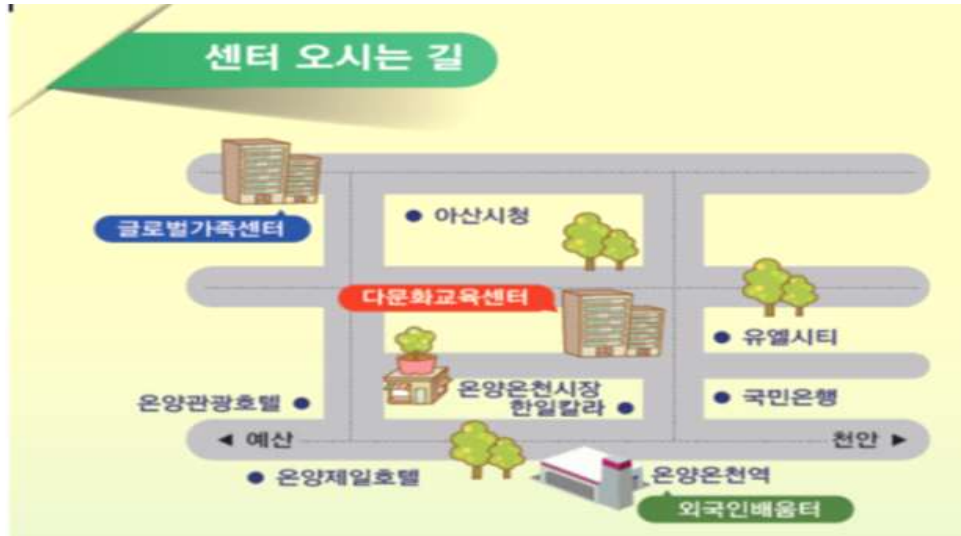 센터 오시는 길
글로벌가족센터
아산시청
다문화교육센터
유엘시티
온양관광호텔
온양온천시장
한일칼라
국민은행
◀ 예산
천안 ▶
온양제일호텔
온양온천역
외국인배움터